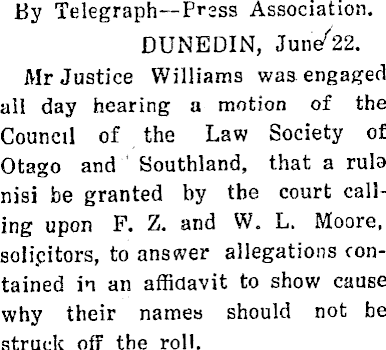 By Telegraph--Press Association.
DUNEDIN, June 22.
Mr Justice Williams was engaged
all day hearing a motion of the
Council of the Law Society of
Otago and Southland, that a rule
nisi be granted by the court call-
ing upon F. Z. and W. L. Moore,
solicitors, to answer allegations con-
tained in an affidavit to show cause
why their names should not be
struck off the roll.